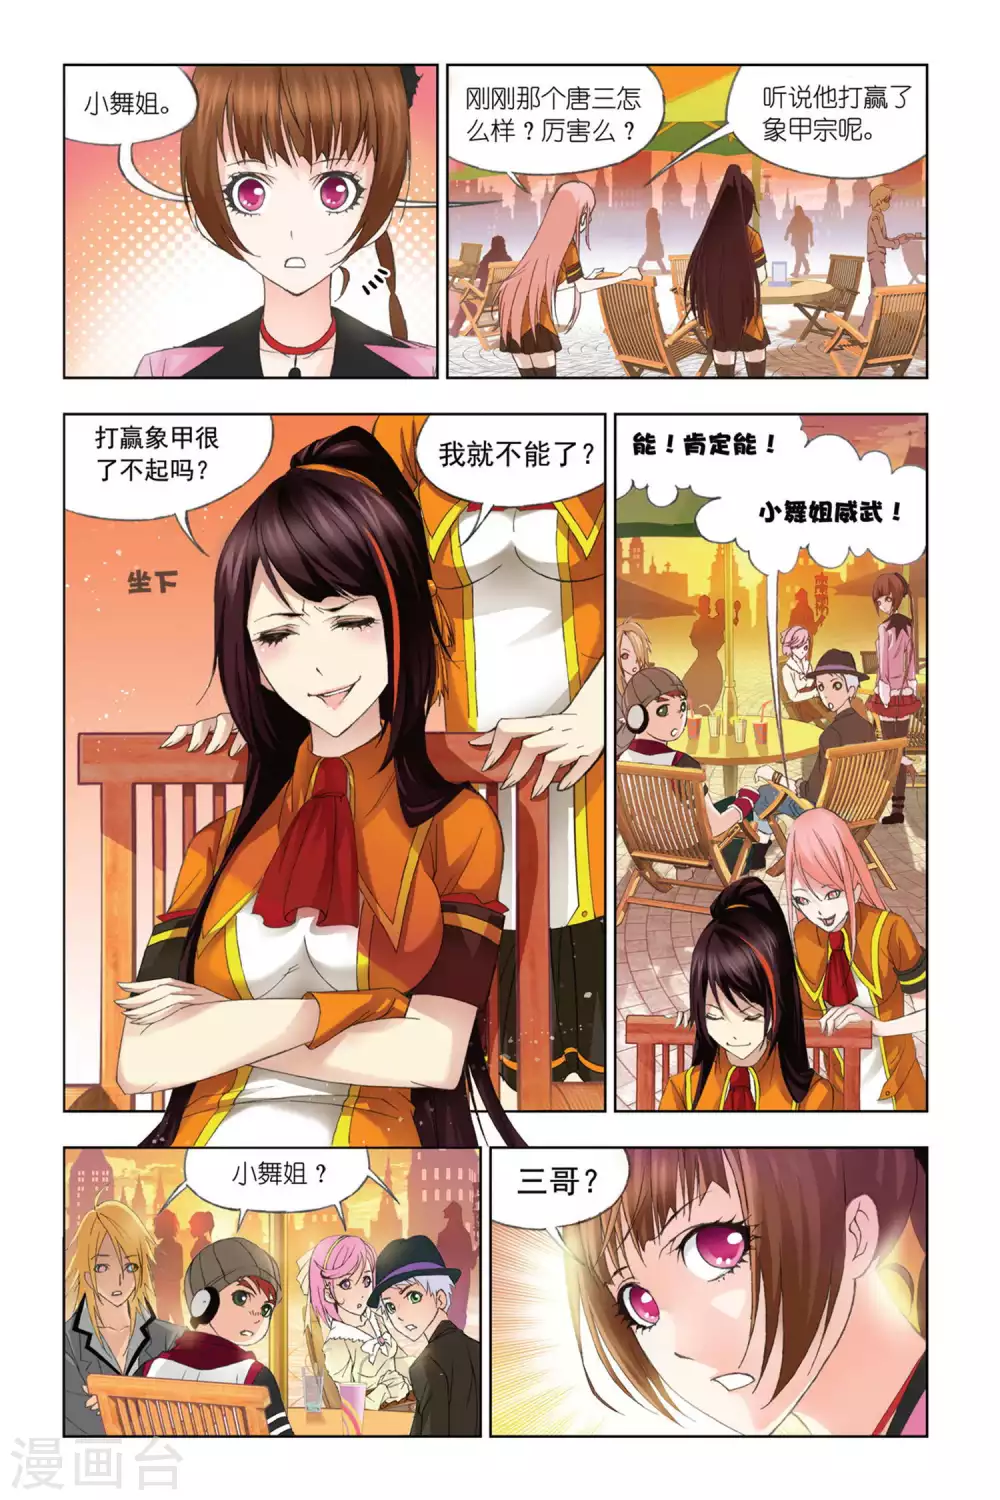 小舞姐。
刚刚那个唐三怎
么样？厉害么？
听说他打赢了
象甲宗呢。
打赢象甲很
了不起吗？
我就不能了？
坐下
能！肯定能！
小舞姐威武！
小舞姐？
三哥？
漫画台